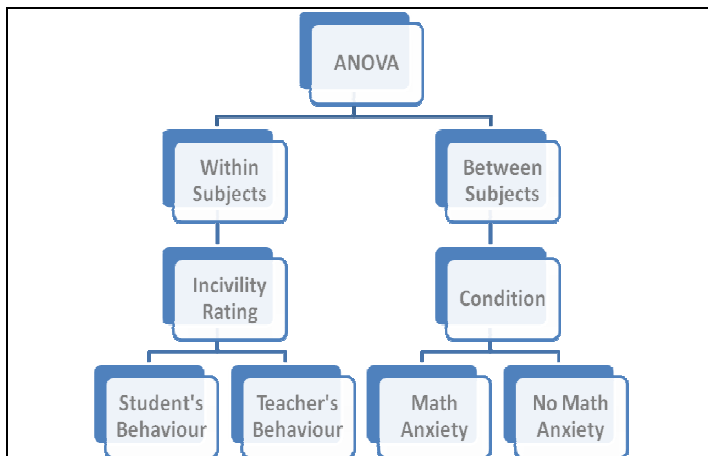 ANOVA
Within
Subjects
Between
Subjects
Incivility
Rating
Condition
Student's
Behaviour
Teacher's
Behaviour
Math
Anxiety
No Math
Anxiety